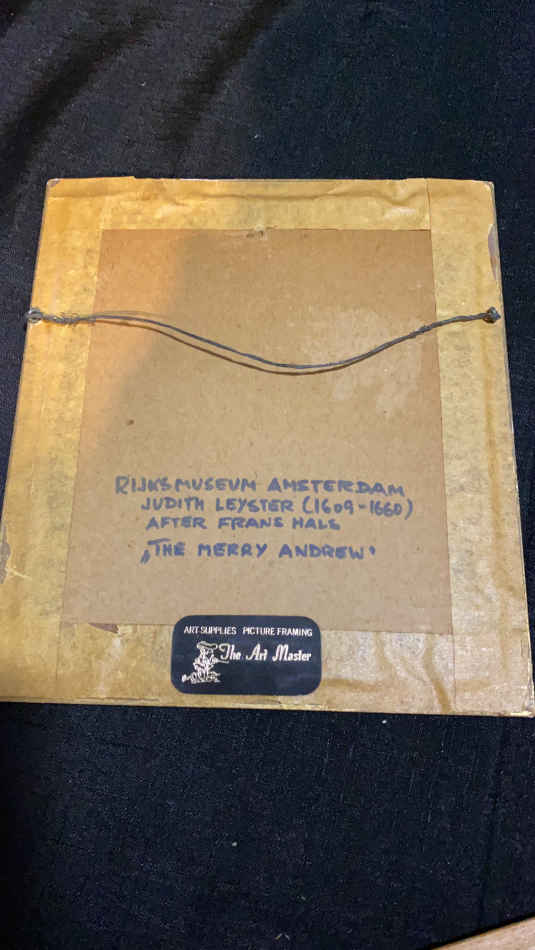 RIJKSMUSEUM AMSTERDAM
JUDITH LEYSTER (1609-1660)
AFTER FRANS HALS
„THE MERRY ANDREW"
ART SUPPLIES PICTURE FRAMING
The Art Master